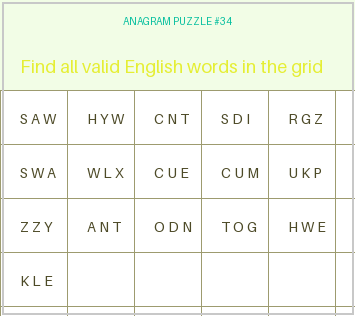 ANAGRAM PUZZLE #34
Find all valid English words in the grid
SAW HYW CNT SDI RGZ
SWA WLX CUE CUM UKP
ZZY ANT ODN TOG HWE
KLE